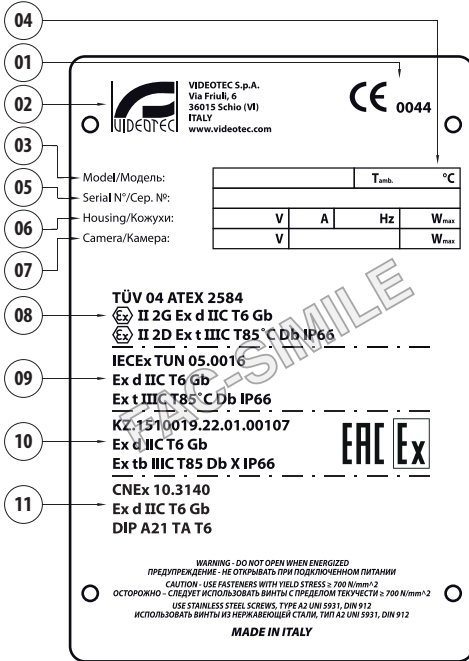 04
01
02
VIDEOTEC
VIDEOTEC S.p.A.
Via Friuli, 6
36015 Schio (VI)
ITALY
www.videotec.com
CE 0044
03
Model/Модель:
Tamb. °C
05
Serial N°/Сер. №:
06
Housing/Кожухи: V A Hz Wmax
07
Camera/Камера: V Wmax
08
TÜV 04 ATEX 2584
Ex II 2G Ex d IIC T6 Gb
Ex II 2D Ex t IIIC T85°C Db IP66
FAC-SIMILE
09
IECEx TUN 05.0016
Ex d IIC T6 Gb
Ex t IIIC T85°C Db IP66
10
KZ.1510019.22.01.00107
Ex d IIC T6 Gb
Ex tb IIIC T85 Db X IP66
EAC Ex
11
CNEx 10.3140
Ex d IIC T6 Gb
DIP A21 TA T6
WARNING - DO NOT OPEN WHEN ENERGIZED
ПРЕДУПРЕЖДЕНИЕ - НЕ ОТКРЫВАТЬ ПРИ ПОДКЛЮЧЕННОМ ПИТАНИИ
CAUTION - USE FASTENERS WITH YIELD STRESS ≥ 700 N/mm^2
ОСТОРОЖНО – СЛЕДУЕТ ИСПОЛЬЗОВАТЬ ВИНТЫ С ПРЕДЕЛОМ ТЕКУЧЕСТИ ≥ 700 N/mm^2
USE STAINLESS STEEL SCREWS, TYPE A2 UNI 5931, DIN 912
ИСПОЛЬЗОВАТЬ ВИНТЫ ИЗ НЕРЖАВЕЮЩЕЙ СТАЛИ, ТИП A2 UNI 5931, DIN 912
MADE IN ITALY